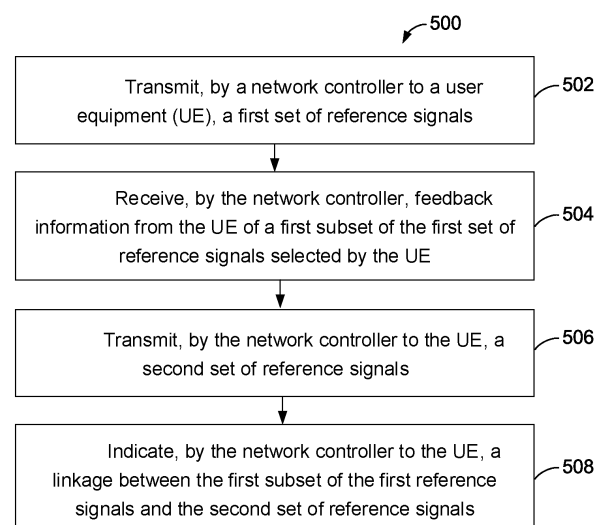 500
Transmit, by a network controller to a user
equipment (UE), a first set of reference signals
502
Receive, by the network controller, feedback
information from the UE of a first subset of the first set of
reference signals selected by the UE
504
Transmit, by the network controller to the UE, a
second set of reference signals
506
Indicate, by the network controller to the UE, a
linkage between the first subset of the first reference
signals and the second set of reference signals
508